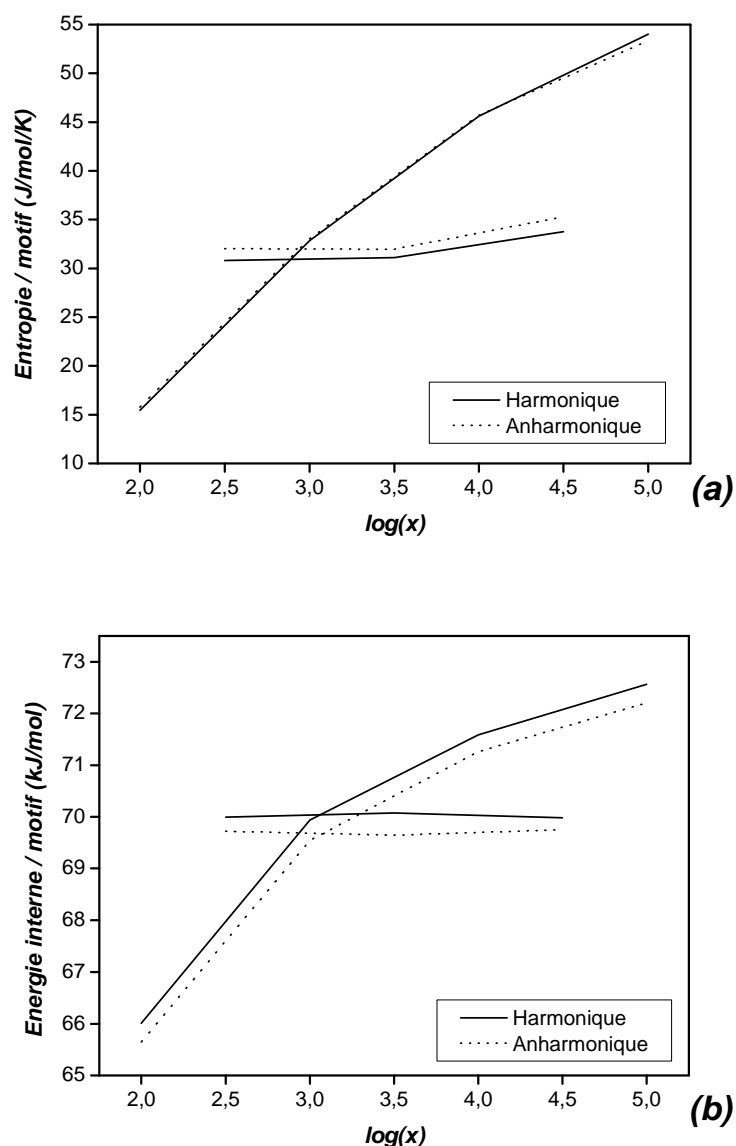 55
50
45
40
35
30
25
20
15
10
Entropie / motif (J/mol/K)
Harmonique
Anharmonique
2,0 2,5 3,0 3,5 4,0 4,5 5,0
log(x)
(a)
73
72
71
70
69
68
67
66
65
Energie interne / motif (kJ/mol)
Harmonique
Anharmonique
2,0 2,5 3,0 3,5 4,0 4,5 5,0
log(x)
(b)